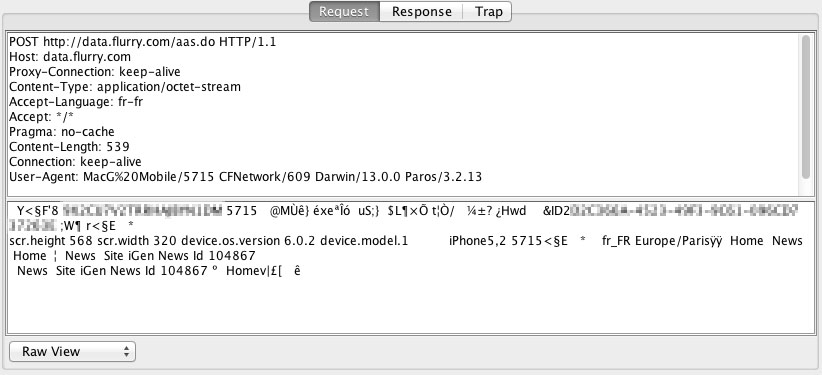 Request Response Trap
POST http://data.flurry.com/aas.do HTTP/1.1
Host: data.flurry.com
Proxy-Connection: keep-alive
Content-Type: application/octet-stream
Accept-Language: fr-fr
Accept: */*
Pragma: no-cache
Content-Length: 539
Connection: keep-alive
User-Agent: MacG%20Mobile/5715 CFNetwork/609 Darwin/13.0.0 Paros/3.2.13
Y<§F'8 5715 @MÙê} éxeªÎó uS;} $L¶×Õ t¦Ò/ ¼±? ¿Hwd &ID2
;W¶ r<§E *
scr.height 568 scr.width 320 device.os.version 6.0.2 device.model.1 iPhone5,2 5715<§E * fr_FR Europe/Parisÿÿ Home News
Home ¦ News Site iGen News Id 104867
News Site iGen News Id 104867 º Homev|£[ ê
Raw View